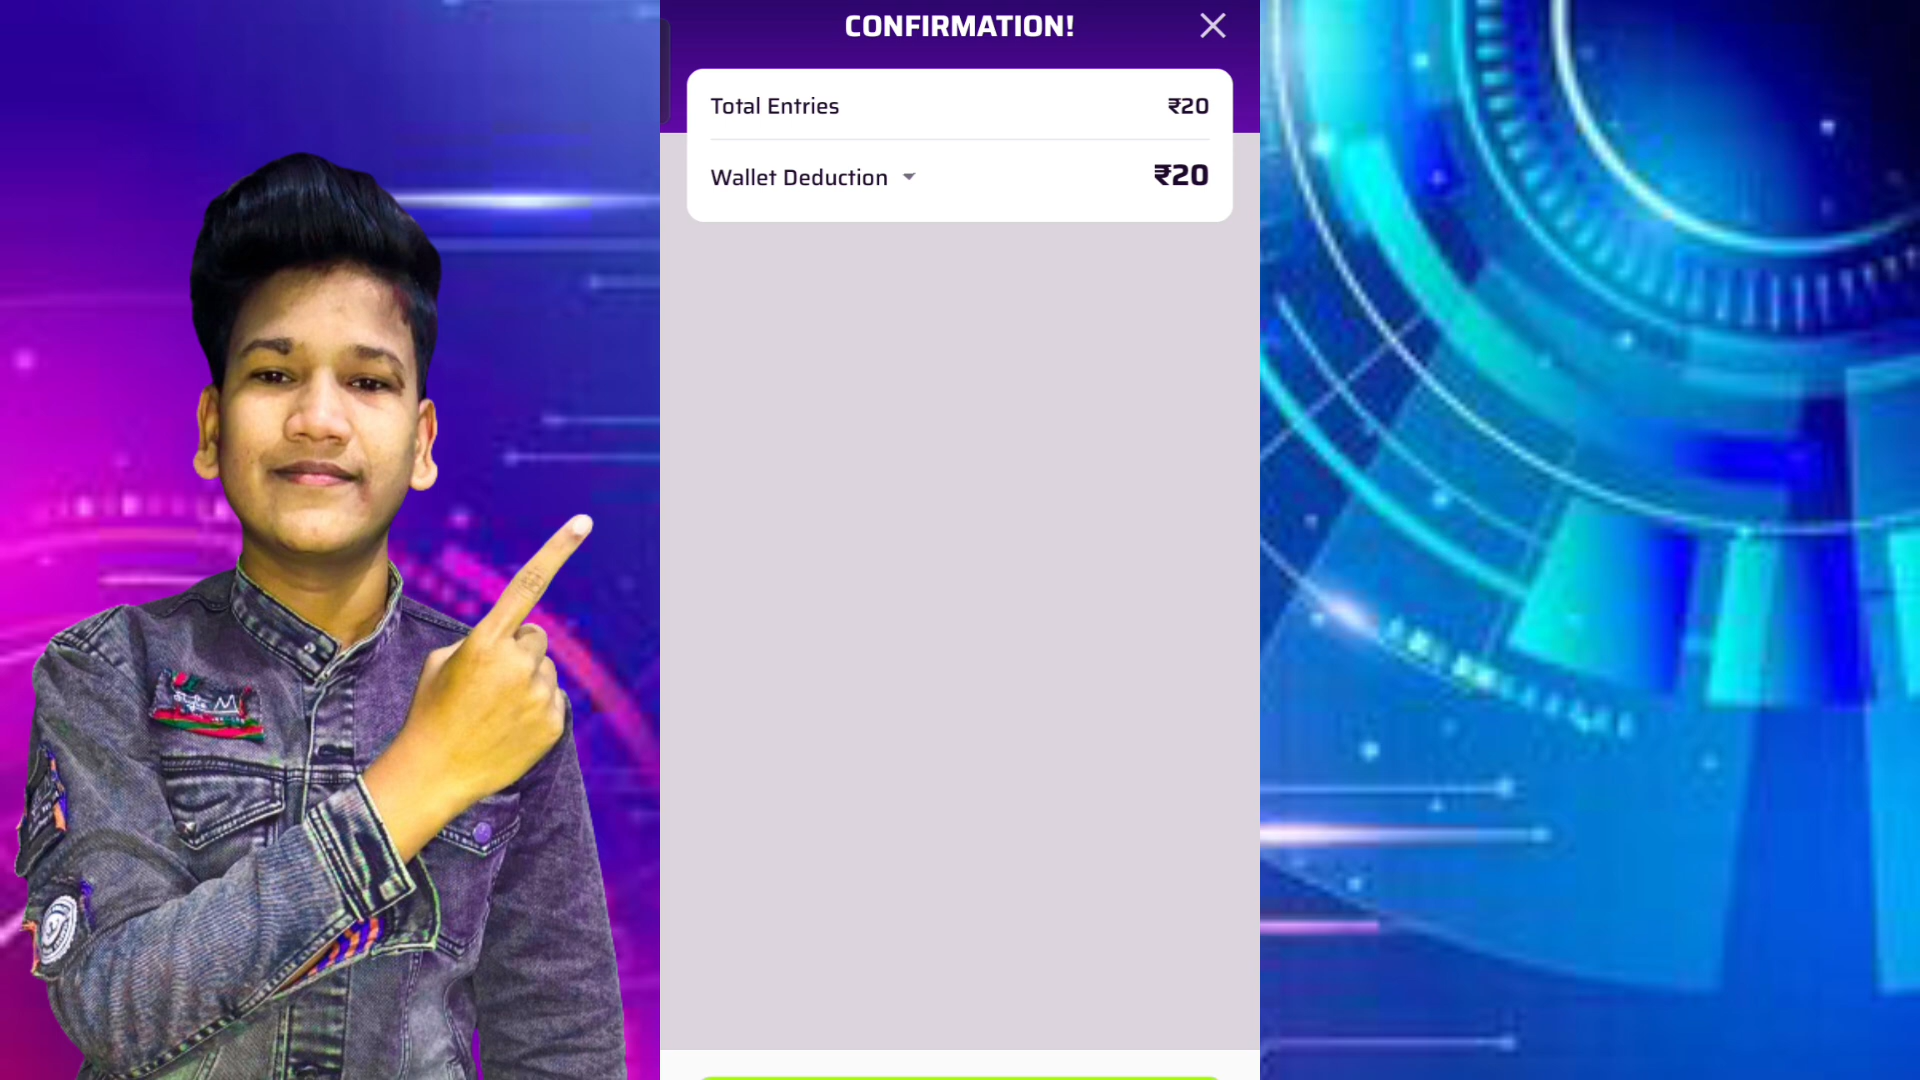 CONFIRMATION!
Total Entries ₹20
Wallet Deduction ₹20